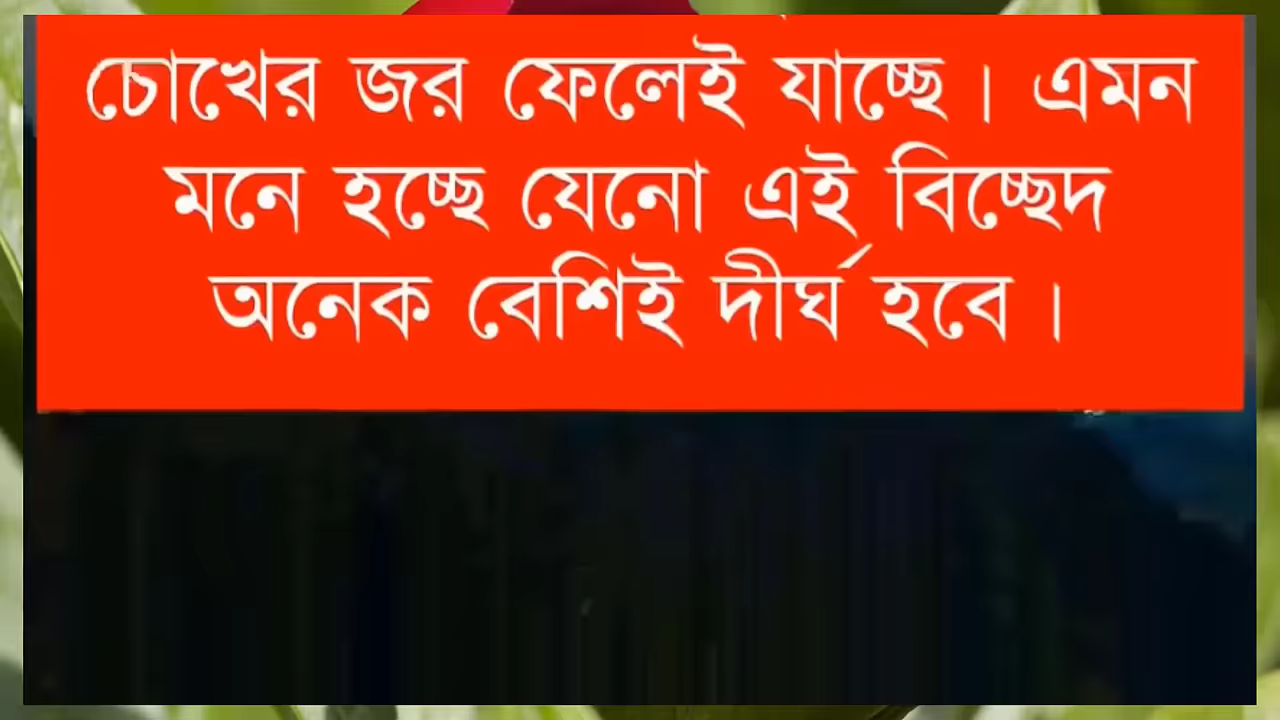 চোখের জর ফেলেই যাচ্ছে। এমন
মনে হচ্ছে যেনো এই বিচ্ছেদ
অনেক বেশিই দীর্ঘ হবে।